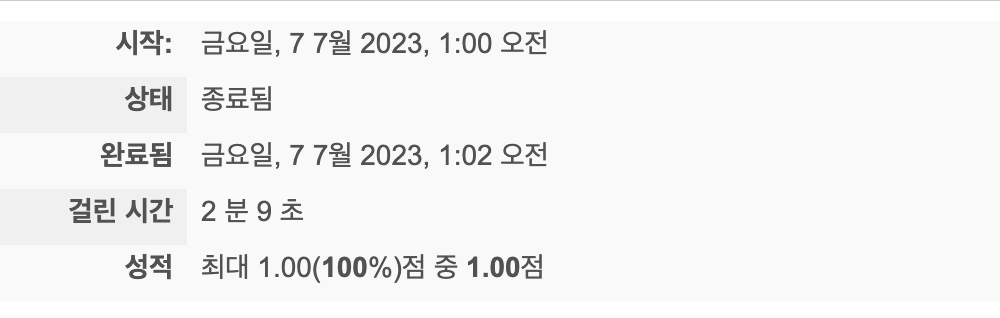 시작: 금요일, 7 7월 2023, 1:00 오전
상태 종료됨
완료됨 금요일, 7 7월 2023, 1:02 오전
걸린 시간 2 분 9 초
성적 최대 1.00(100%)점 중 1.00점